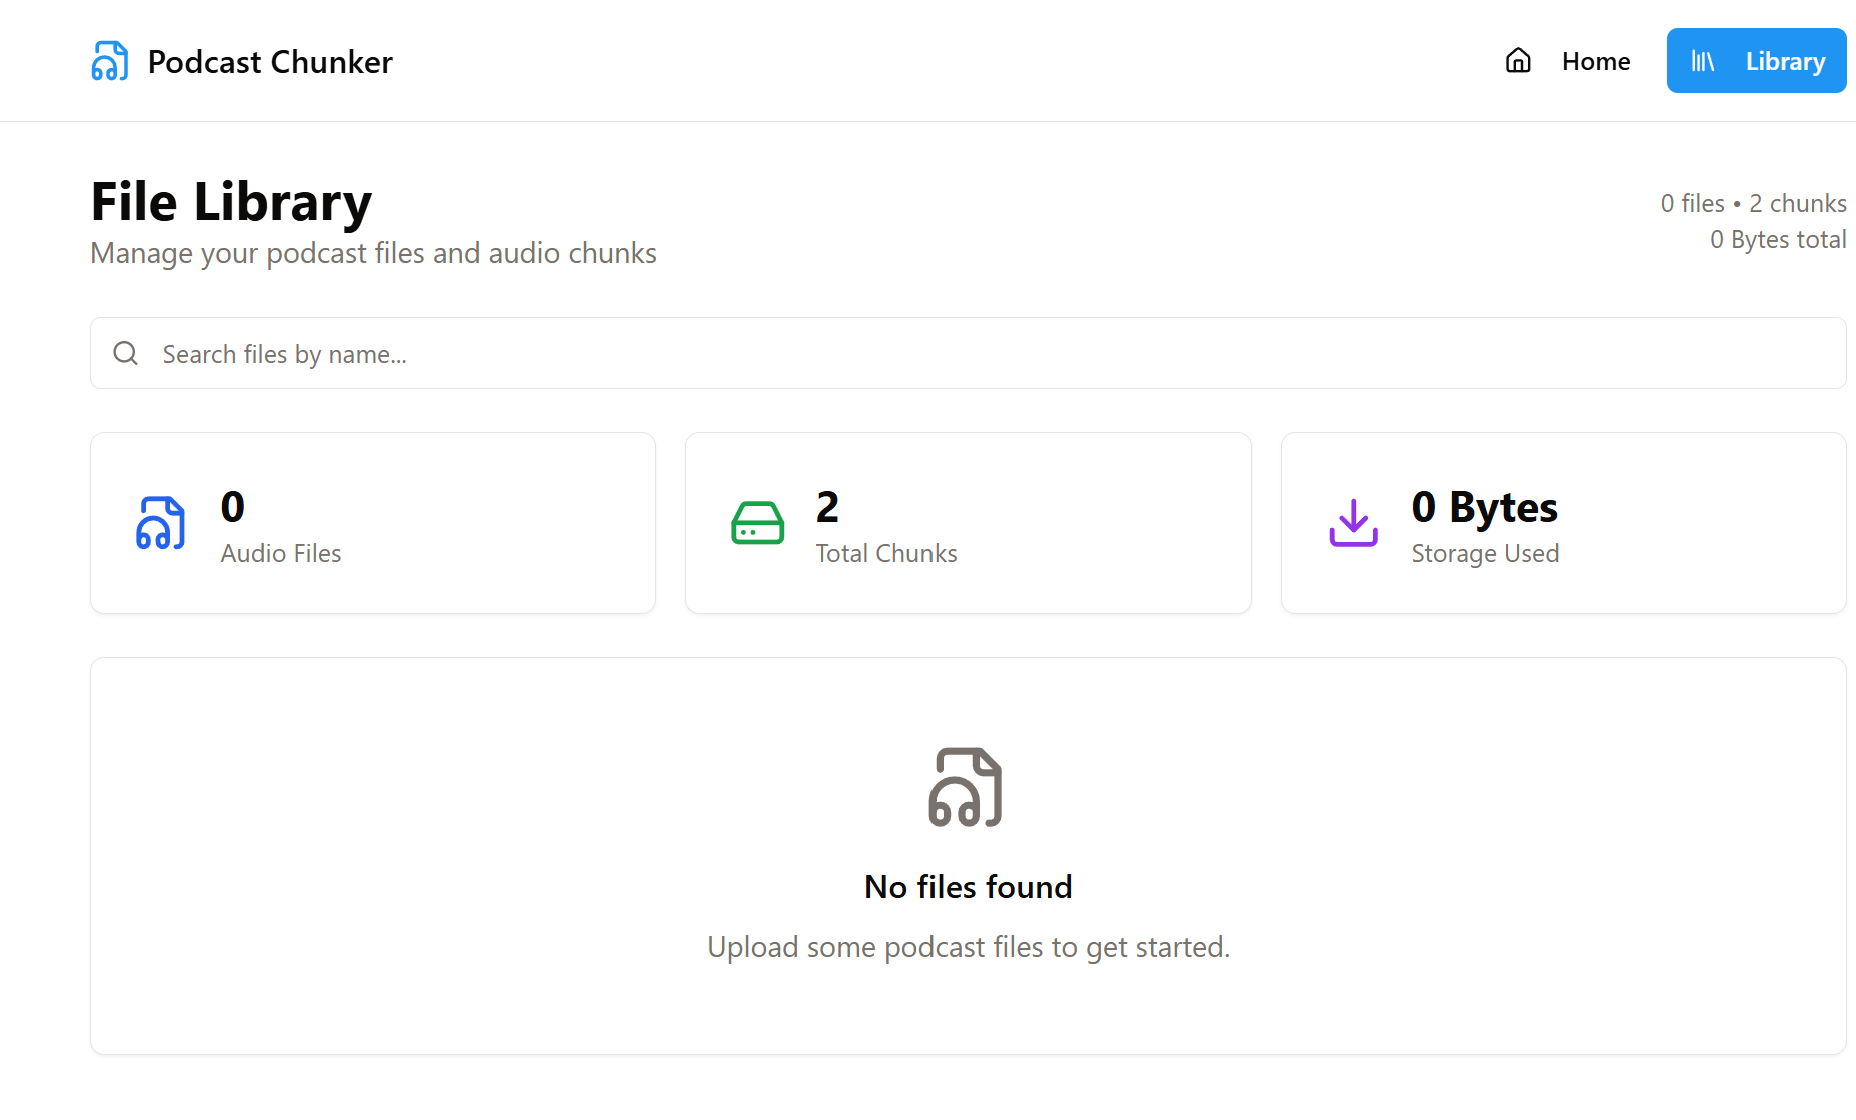 Podcast Chunker
Home
Library
File Library
Manage your podcast files and audio chunks
0 files • 2 chunks
0 Bytes total
Search files by name...
0
Audio Files
2
Total Chunks
0 Bytes
Storage Used
No files found
Upload some podcast files to get started.